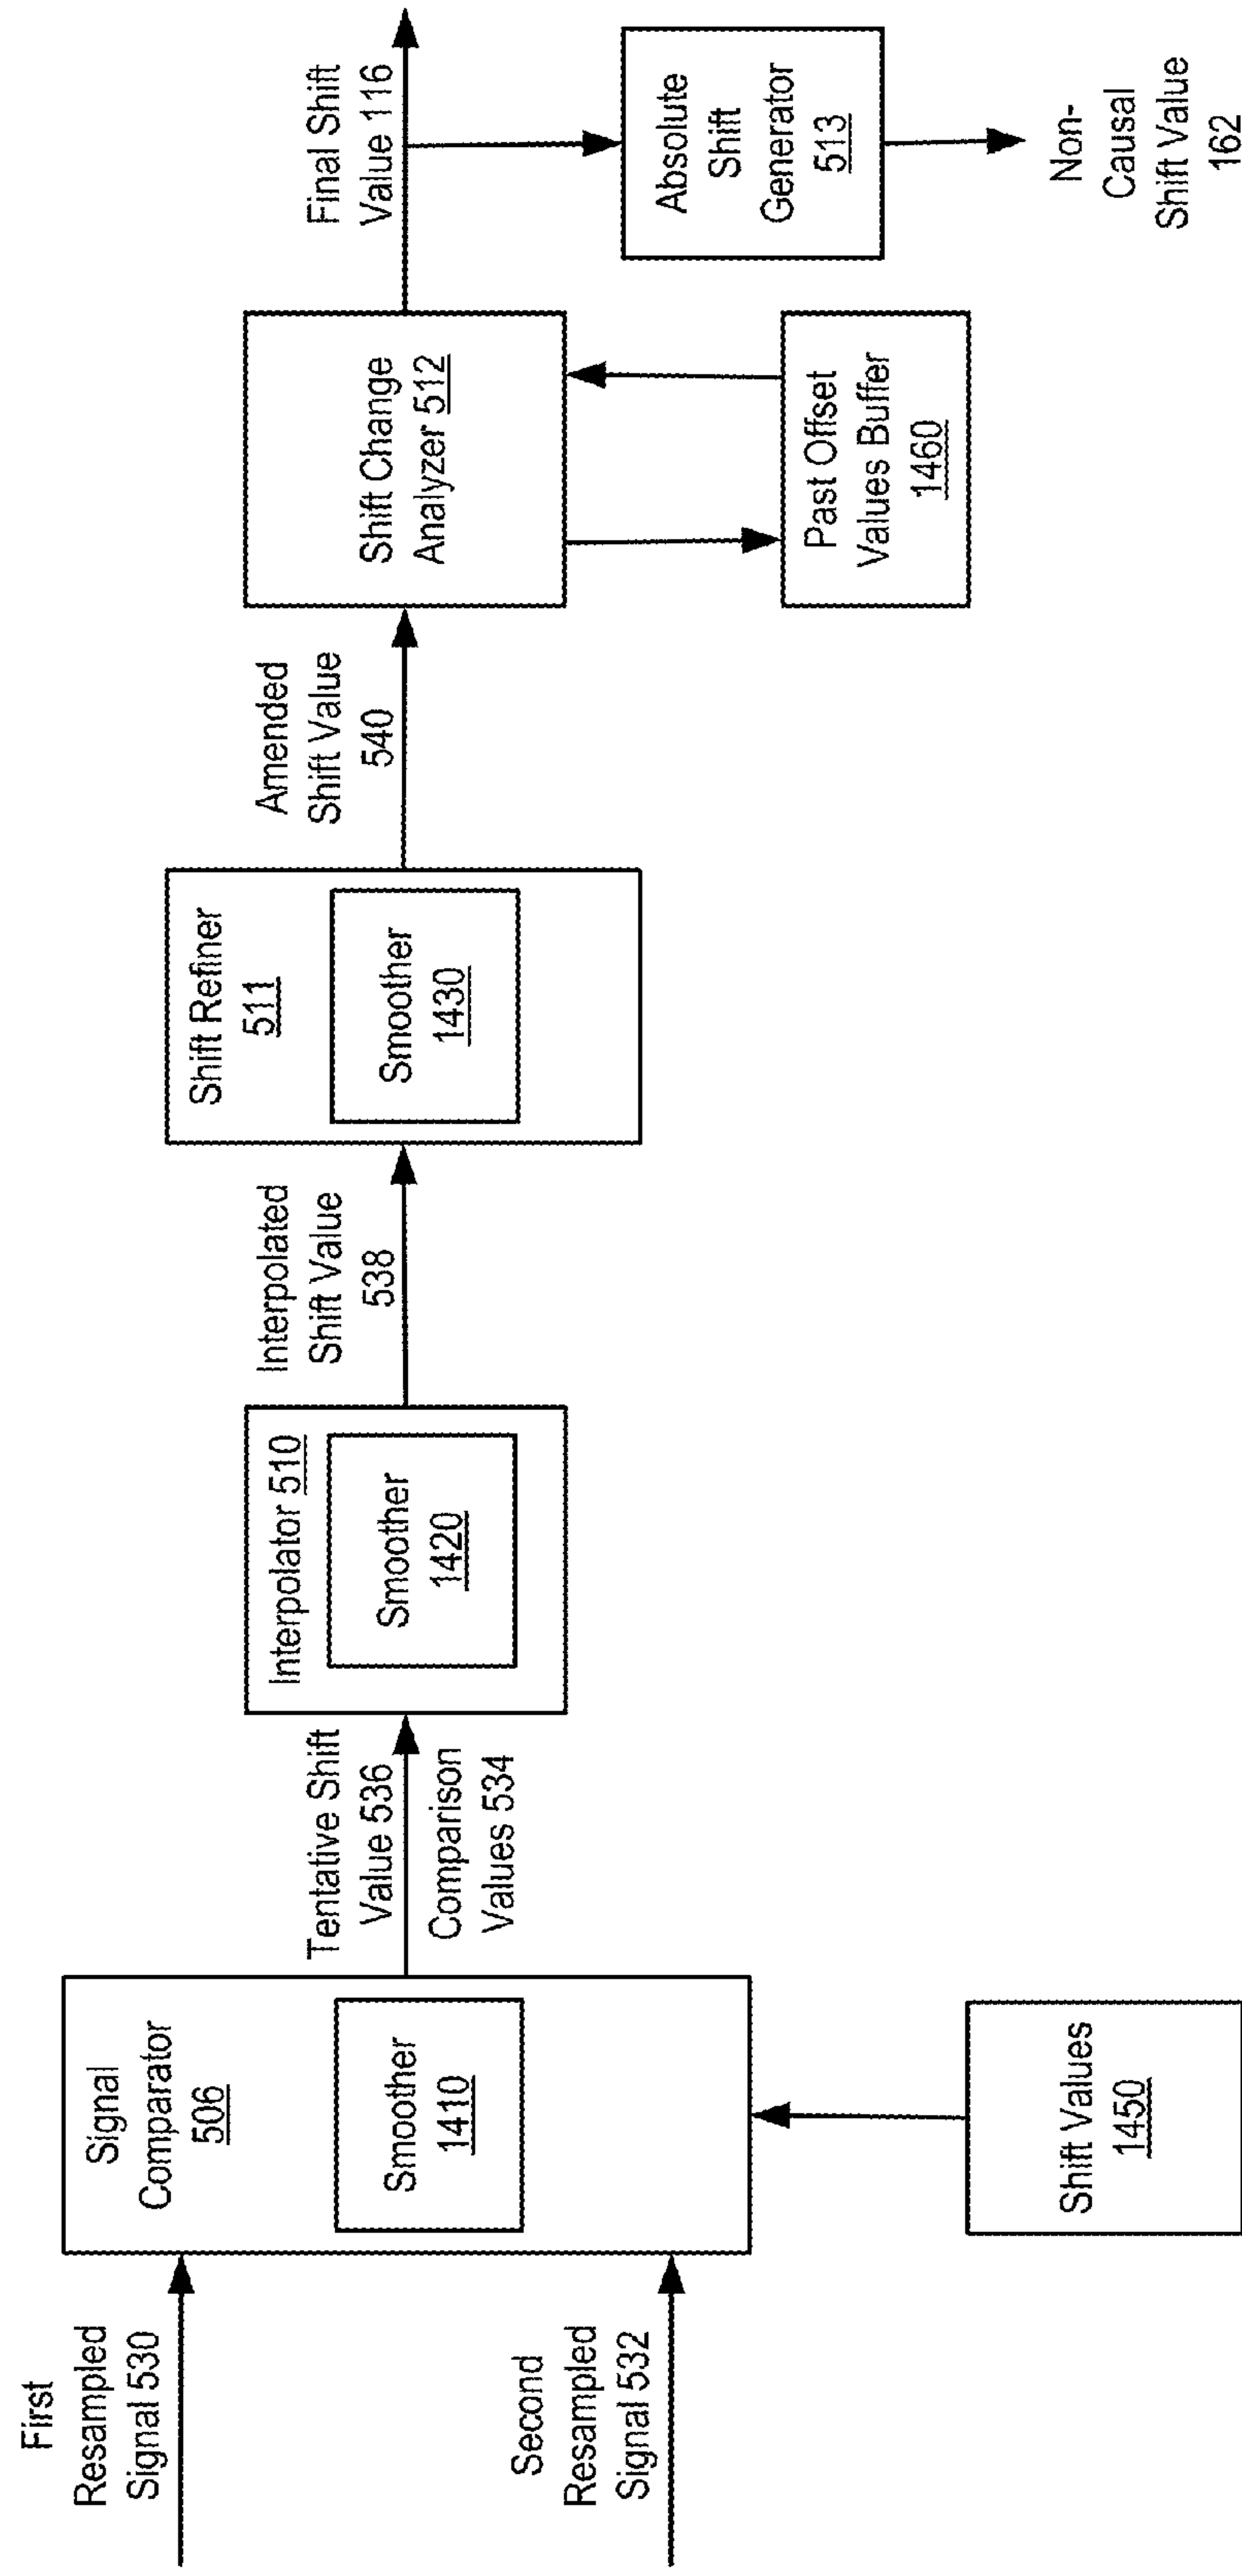 First
Resampled
Signal 530
Second
Resampled
Signal 532
Signal
Comparator
506
Smoother
1410
Shift Values
1450
Tentative Shift
Value 536
Comparison
Values 534
Interpolator 510
Smoother
1420
Interpolated
Shift Value
538
Shift Refiner
511
Smoother
1430
Amended
Shift Value
540
Shift Change
Analyzer 512
Past Offset
Values Buffer
1460
Final Shift
Value 116
Absolute
Shift
Generator
513
Non-
Causal
Shift Value
162